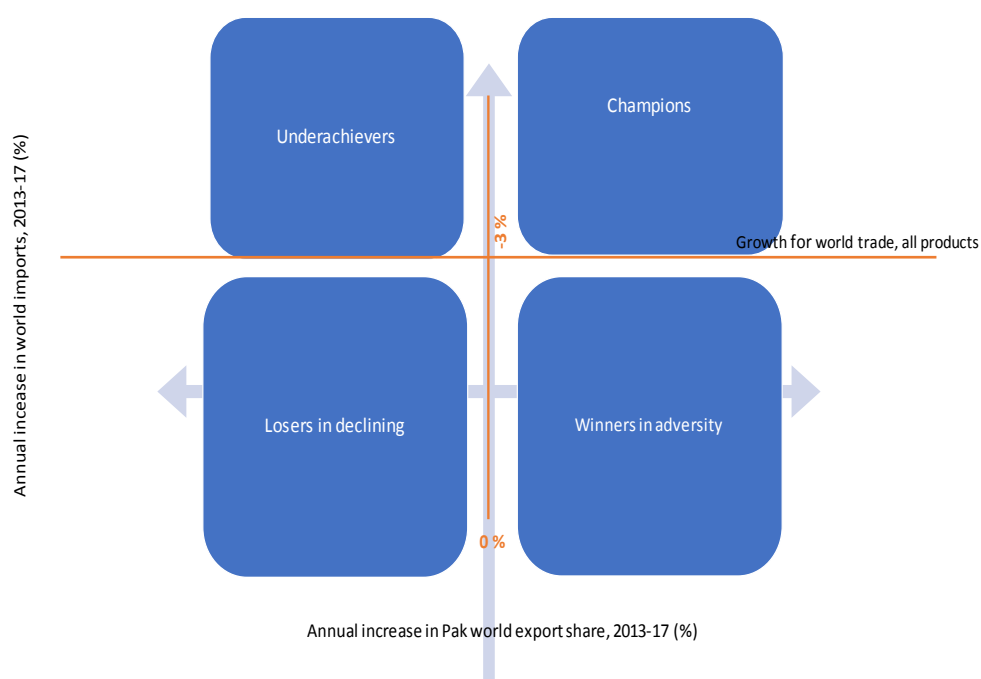 Underachievers
Champions
Annual incease in world imports, 2013-17 (%)
-3 %
Growth for world trade, all products
Losers in declining
Winners in adversity
0 %
Annual increase in Pak world export share, 2013-17 (%)